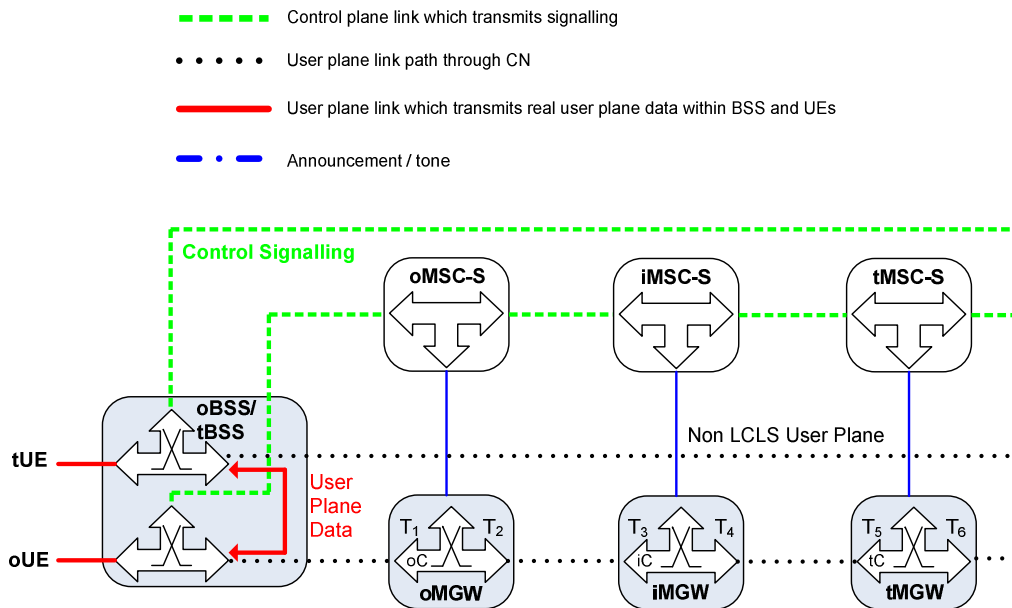 Control plane link which transmits signalling
User plane link path through CN
User plane link which transmits real user plane data within BSS and UEs
Announcement / tone
Control Signalling
oMSC-S
iMSC-S
tMSC-S
oBSS/
tBSS
Non LCLS User Plane
tUE
User
Plane
Data
T1
T2
T3
T4
T5
T6
oUE
oC
iC
tC
oMGW
iMGW
tMGW